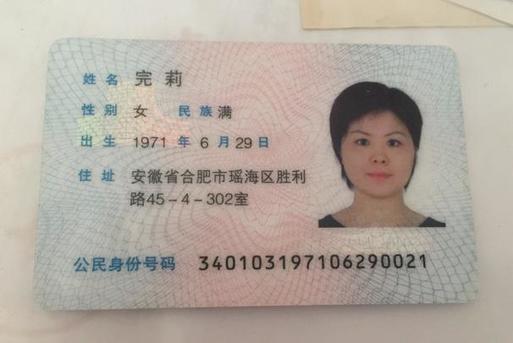 姓名 完莉
性别 女 民族 满
出生 1971 年 6 月 29 日
住址 安徽省合肥市瑶海区胜利
路45-4-302室
公民身份号码 340103197106290021